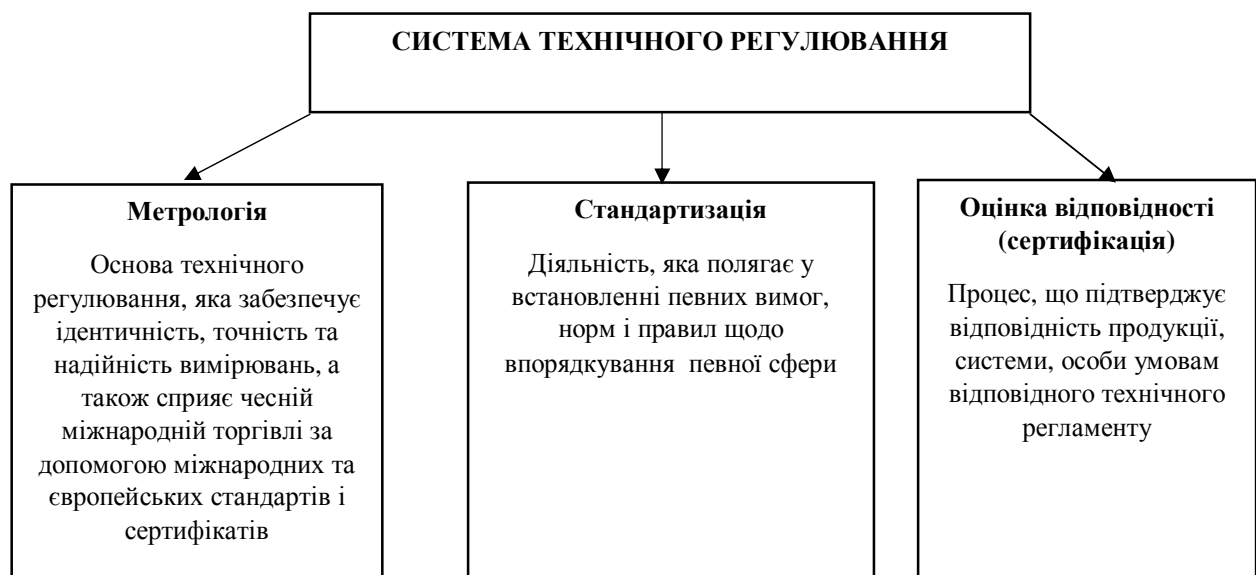 СИСТЕМА ТЕХНІЧНОГО РЕГУЛЮВАННЯ
Метрологія
Основа технічного
регулювання, яка забезпечує
ідентичність, точність та
надійність вимірювань, а
також сприяє чесній
міжнародній торгівлі за
допомогою міжнародних та
європейських стандартів і
сертифікатів
Стандартизація
Діяльність, яка полягає у
встановленні певних вимог,
норм і правил щодо
впорядкування певної сфери
Оцінка відповідності
(сертифікація)
Процес, що підтверджує
відповідність продукції,
системи, особи умовам
відповідного технічного
регламенту